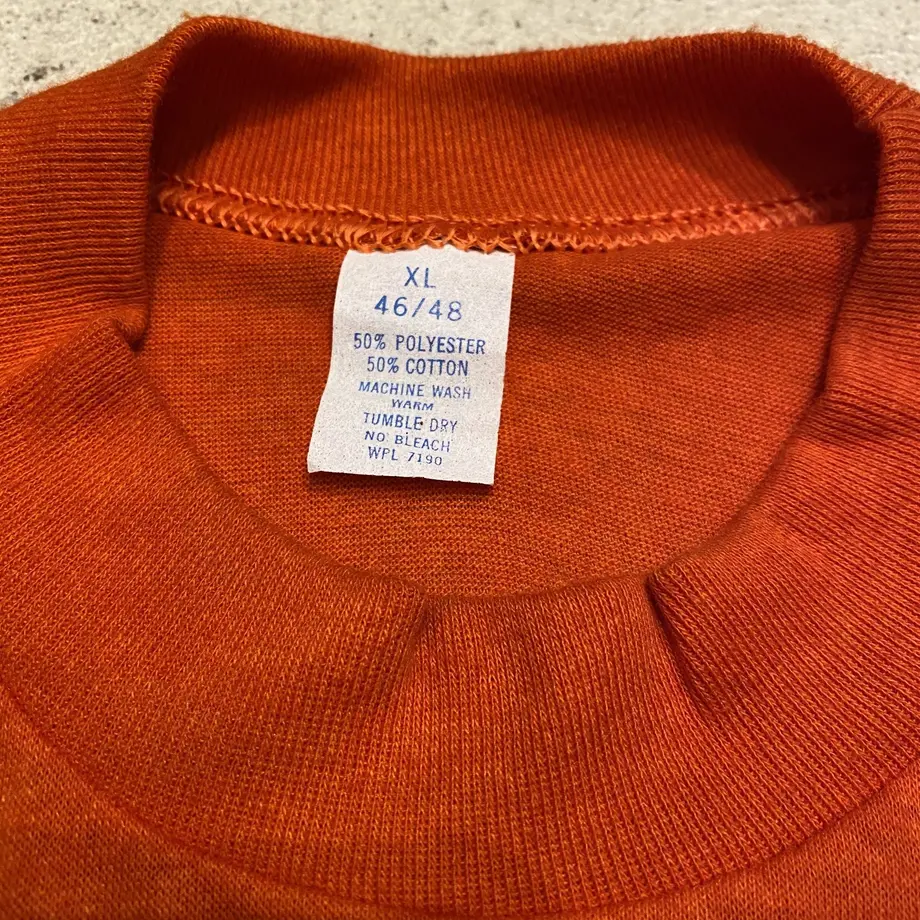 XL
46/48
50% POLYESTER
50% COTTON
MACHINE WASH
WARM
TUMBLE DRY
NO BLEACH
WPL 7190